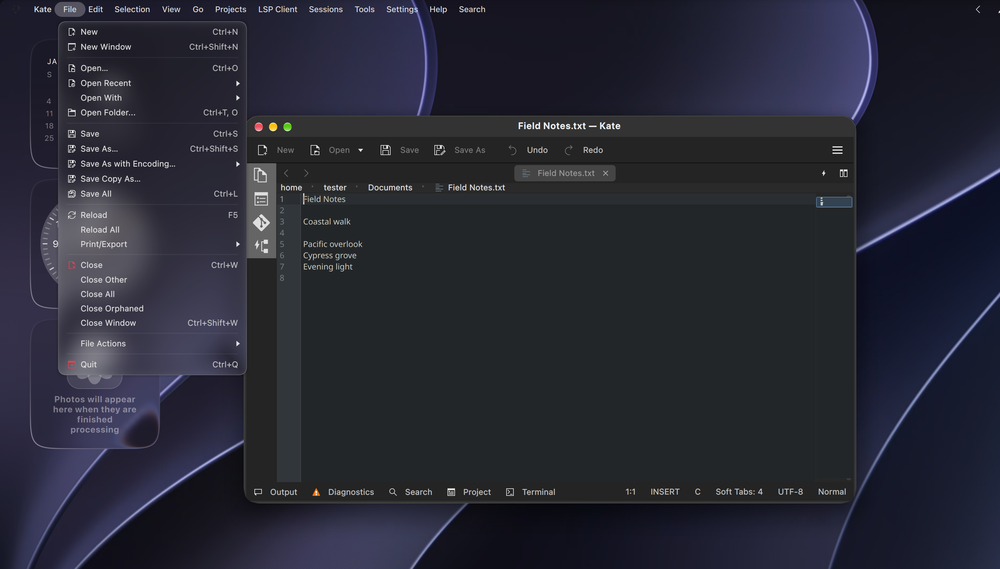 Kate File Edit Selection View Go Projects LSP Client Sessions Tools Settings Help Search
New Ctrl+N
New Window Ctrl+Shift+N
Open... Ctrl+O
Open Recent
Open With
Open Folder... Ctrl+T, O
Save Ctrl+S
Save As... Ctrl+Shift+S
Save As with Encoding...
Save Copy As...
Save All Ctrl+L
Reload F5
Reload All
Print/Export
Close Ctrl+W
Close Other
Close All
Close Orphaned
Close Window Ctrl+Shift+W
File Actions
Quit Ctrl+Q
JA
S
4
11
18
25
9
Photos will appear
here when they are
finished
processing
Field Notes.txt — Kate
New Open Save Save As Undo Redo
Field Notes.txt
home tester Documents Field Notes.txt
1 Field Notes
2
3 Coastal walk
4
5 Pacific overlook
6 Cypress grove
7 Evening light
8
Output Diagnostics Search Project Terminal 1:1 INSERT C Soft Tabs: 4 UTF-8 Normal